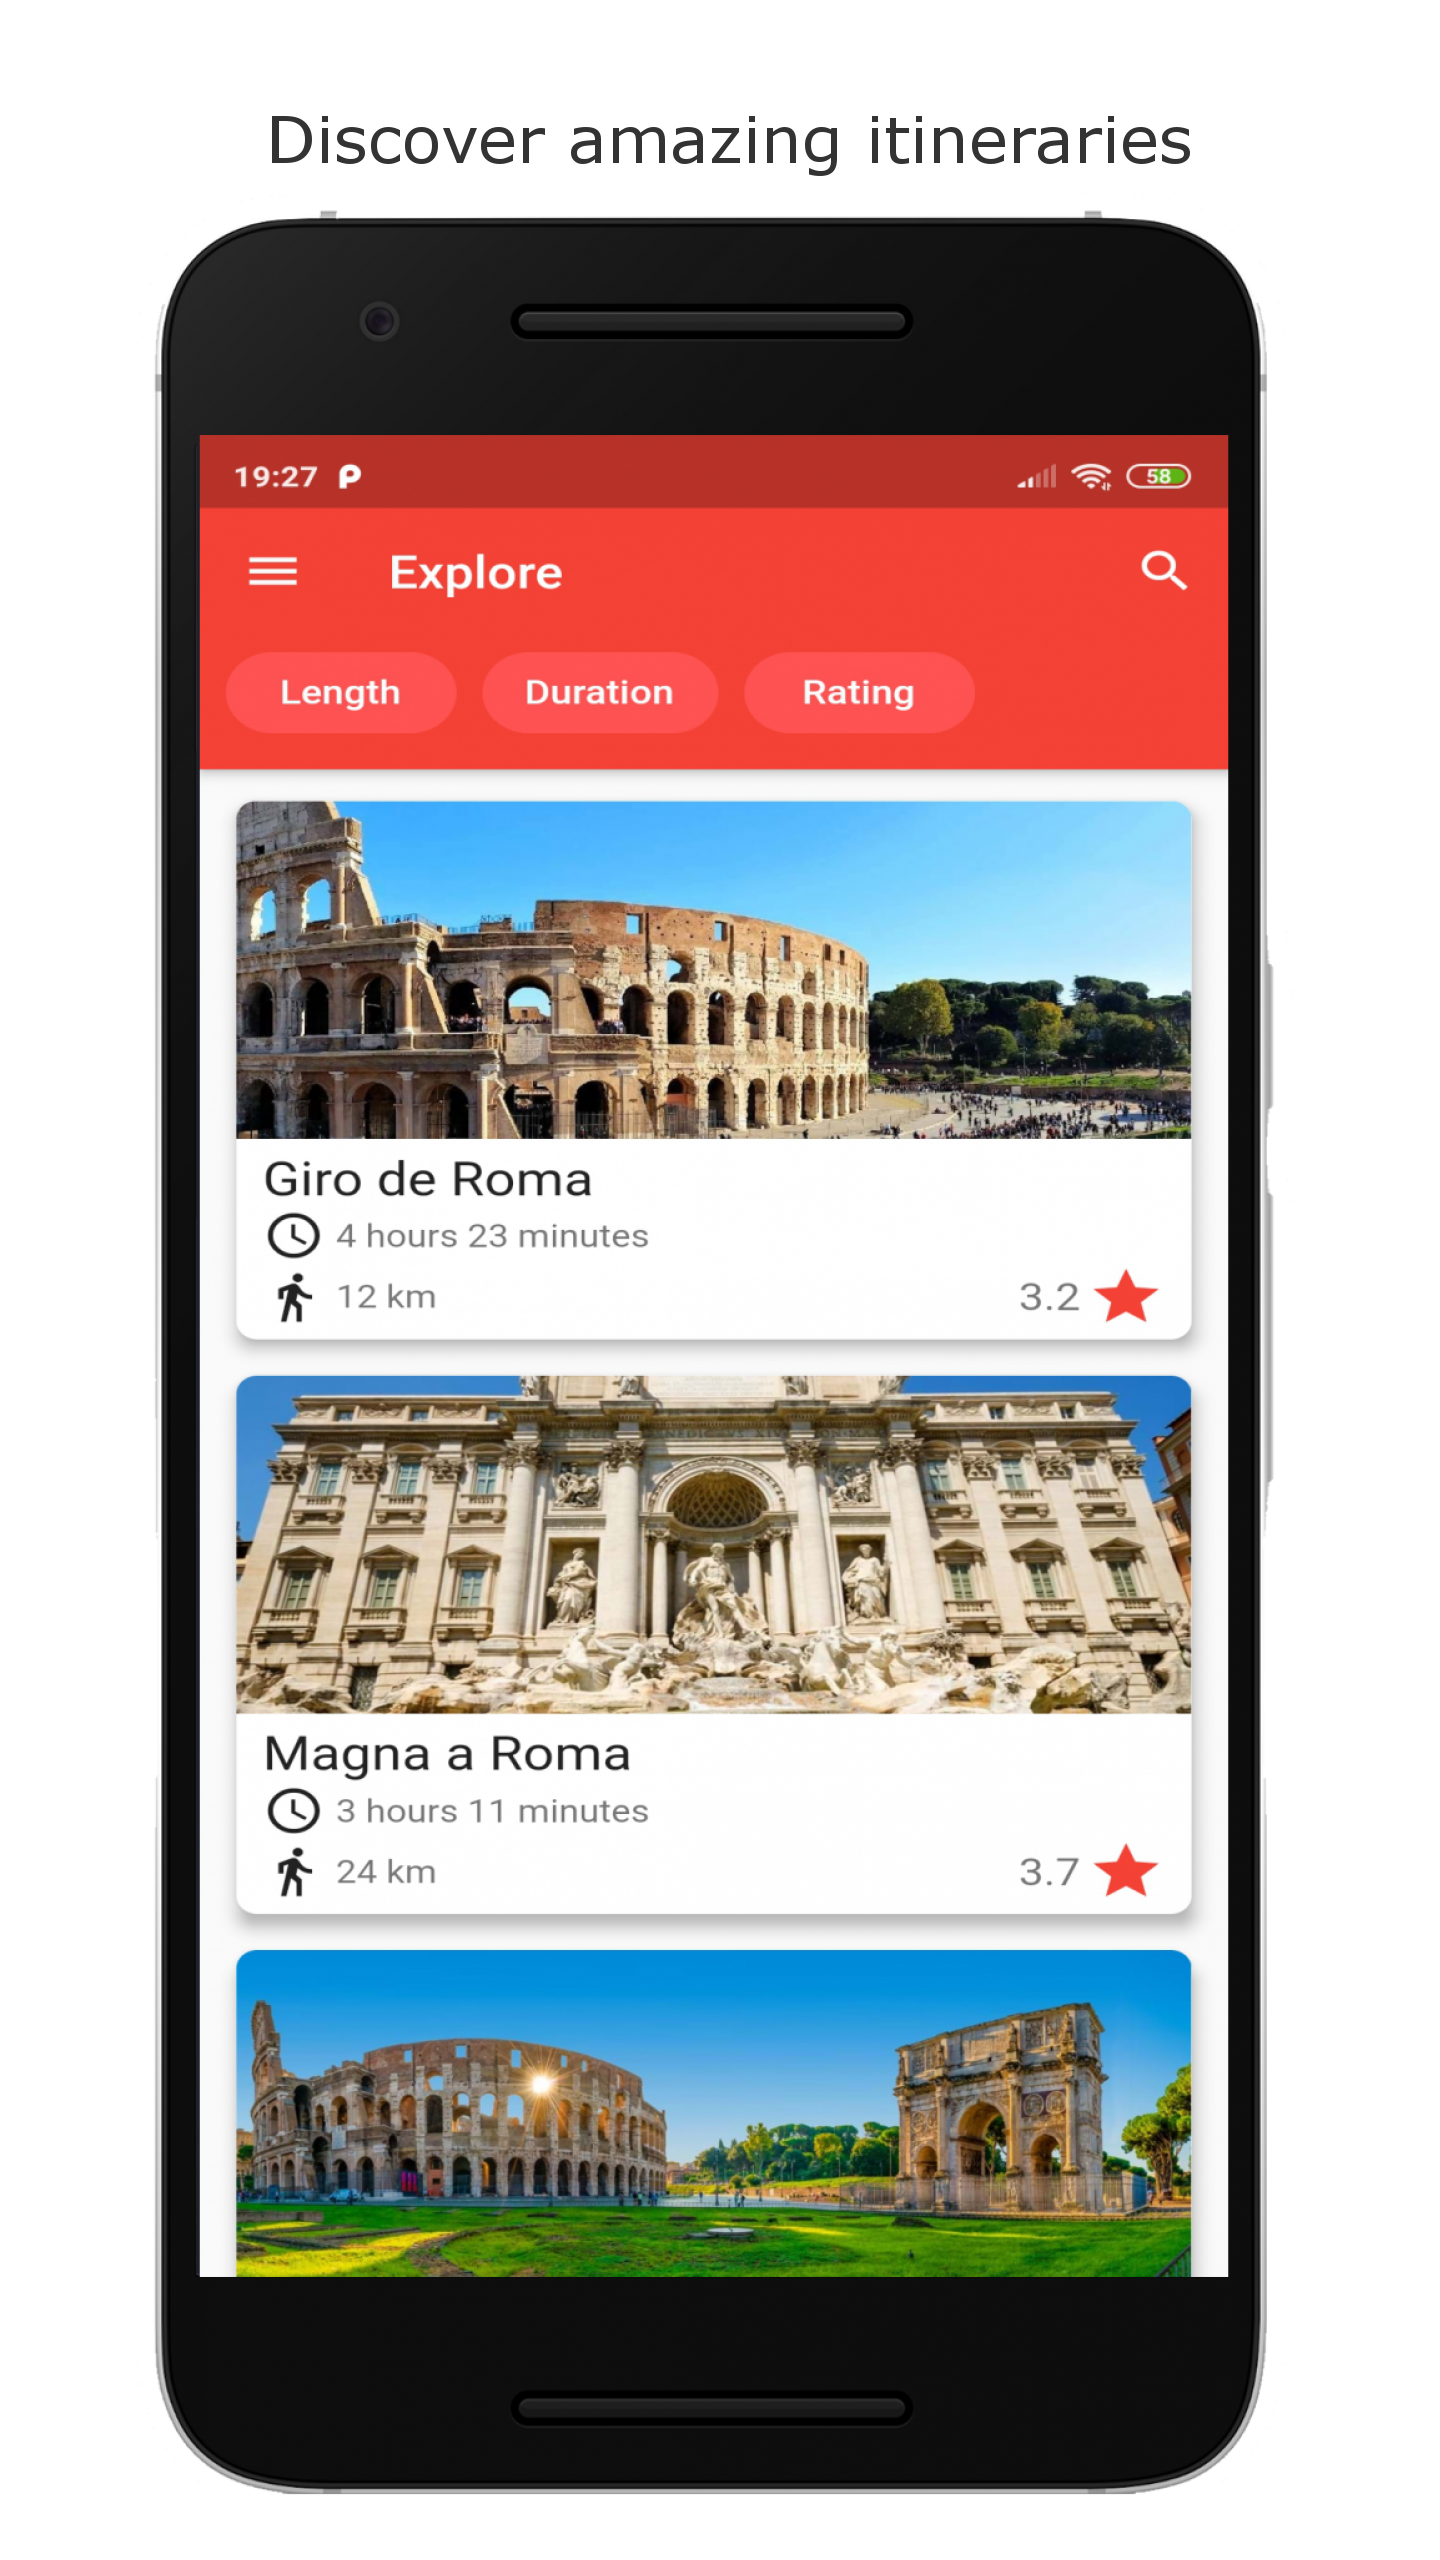 Discover amazing itineraries
19:27
58
Explore
Length Duration Rating
Giro de Roma
4 hours 23 minutes
12 km 3.2
Magna a Roma
3 hours 11 minutes
24 km 3.7